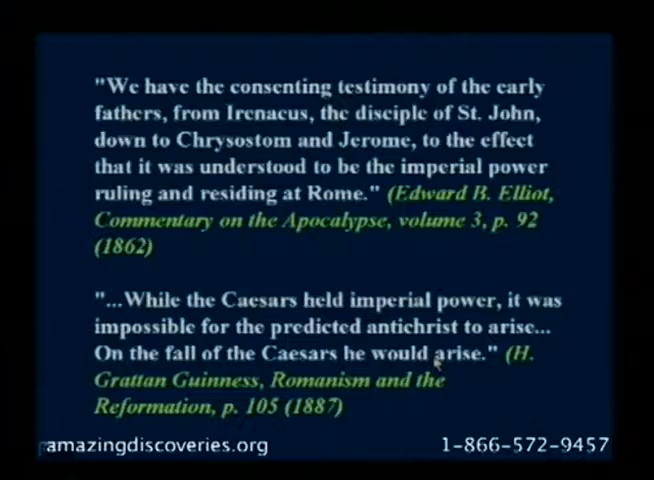 "We have the consenting testimony of the early
fathers, from Irenaeus, the disciple of St. John,
down to Chrysostom and Jerome, to the effect
that it was understood to be the imperial power
ruling and residing at Rome." (Edward B. Elliot,
Commentary on the Apocalypse, volume 3, p. 92
(1862)
"...While the Caesars held imperial power, it was
impossible for the predicted antichrist to arise...
On the fall of the Caesars he would arise." (H.
Grattan Guinness, Romanism and the
Reformation, p. 105 (1887)
amazingdiscoveries.org 1-866-572-9457